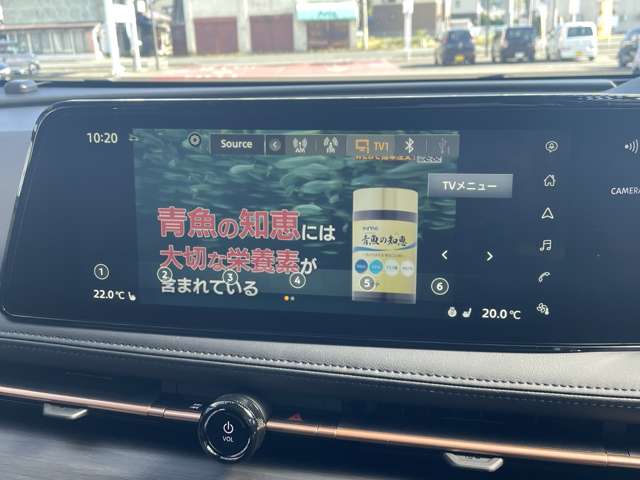 10:20
Source
AM
FM
TV1
CAMERA
TVメニュー
青魚の知恵には
大切な栄養素が
含まれている
青魚の知恵
1
2
3
4
5
6
22.0℃
20.0℃
VOL